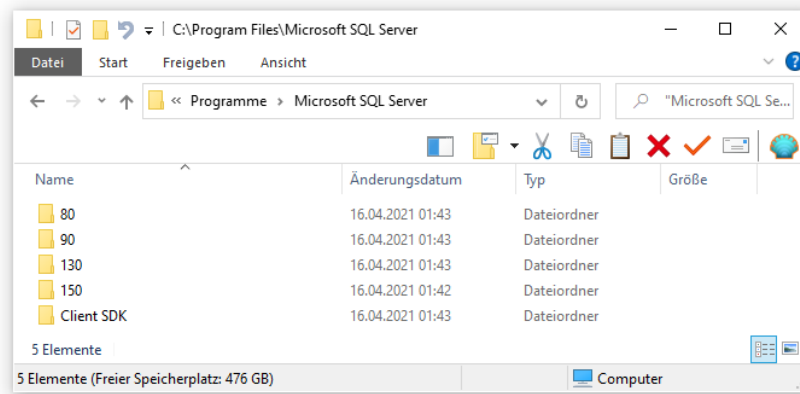 C:\Program Files\Microsoft SQL Server
Datei Start Freigeben Ansicht
« Programme › Microsoft SQL Server "Microsoft SQL Se...
Name Änderungsdatum Typ Größe
80 16.04.2021 01:43 Dateiordner
90 16.04.2021 01:43 Dateiordner
130 16.04.2021 01:43 Dateiordner
150 16.04.2021 01:42 Dateiordner
Client SDK 16.04.2021 01:43 Dateiordner
5 Elemente
5 Elemente (Freier Speicherplatz: 476 GB) Computer